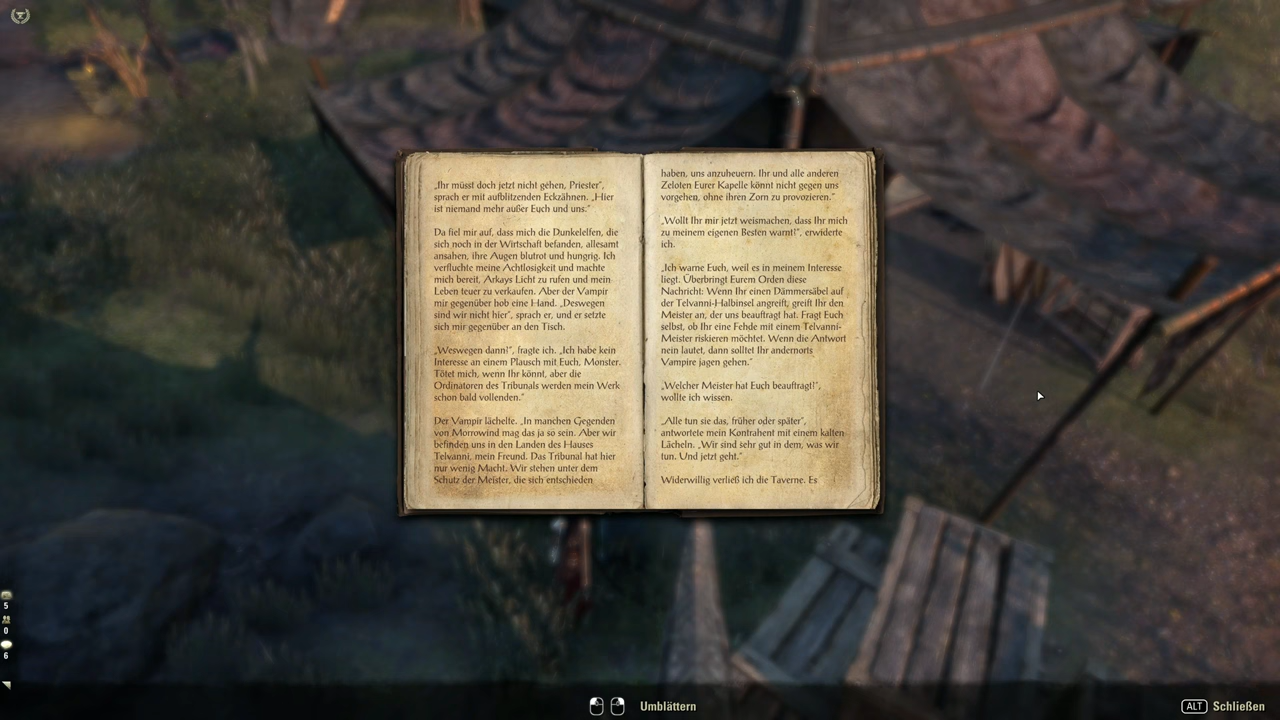 „Ihr müsst doch jetzt nicht gehen, Priester“,
sprach er mit aufblitzenden Eckzähnen. „Hier
ist niemand mehr außer Euch und uns.“
Da fiel mir auf, dass mich die Dunkelelfen, die
sich noch in der Wirtschaft befanden, allesamt
ansahen, ihre Augen blutrot und hungrig. Ich
verfluchte meine Achtlosigkeit und machte
mich bereit, Arkays Licht zu rufen und mein
Leben teuer zu verkaufen. Aber der Vampir
mir gegenüber hob eine Hand. „Deswegen
sind wir nicht hier“, sprach er, und er setzte
sich mir gegenüber an den Tisch.
„Weswegen dann?“, fragte ich. „Ich habe kein
Interesse an einem Plausch mit Euch, Monster.
Tötet mich, wenn Ihr könnt, aber die
Ordinatoren des Tribunals werden mein Werk
schon bald vollenden.“
Der Vampir lächelte. „In manchen Gegenden
von Morrowind mag das ja so sein. Aber wir
befinden uns in den Landen des Hauses
Telvanni, mein Freund. Das Tribunal hat hier
nur wenig Macht. Wir stehen unter dem
Schutz der Meister, die sich entschieden
haben, uns anzuheuern. Ihr und alle anderen
Zeloten Eurer Kapelle könnt nicht gegen uns
vorgehen, ohne ihren Zorn zu provozieren.“
„Wollt Ihr mir jetzt weismachen, dass Ihr mich
zu meinem eigenen Besten warnt?“, erwiderte
ich.
„Ich warne Euch, weil es in meinem Interesse
liegt. Überbringt Eurem Orden diese
Nachricht: Wenn Ihr einen Dämmersäbel auf
der Telvanni-Halbinsel angreift, greift Ihr den
Meister an, der uns beauftragt hat. Fragt Euch
selbst, ob Ihr eine Fehde mit einem Telvanni-
Meister riskieren möchtet. Wenn die Antwort
nein lautet, dann solltet Ihr andernorts
Vampire jagen gehen.“
„Welcher Meister hat Euch beauftragt?“,
wollte ich wissen.
„Alle tun sie das, früher oder später“,
antwortete mein Kontrahent mit einem kalten
Lächeln. „Wir sind sehr gut in dem, was wir
tun. Und jetzt geht.“
Widerwillig verließ ich die Taverne. Es
5
0
6
Umblättern
ALT Schließen